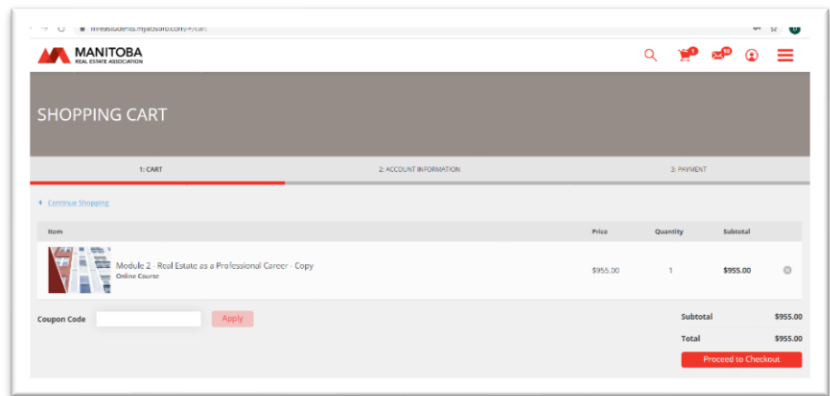 MANITOBA
REAL ESTATE ASSOCIATION
SHOPPING CART
1: CART
2: ACCOUNT INFORMATION
3: PAYMENT
Continue Shopping
Item Price Quantity Subtotal
Module 2 - Real Estate as a Professional Career - Copy
Online Course
$955.00 1 $955.00
Coupon Code Apply
Subtotal $955.00
Total $955.00
Proceed to Checkout